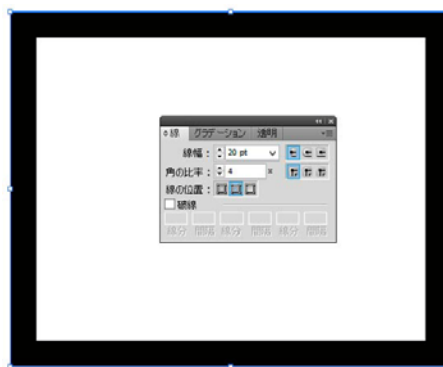 線 グラデーション 透明
線幅： 20 pt
角の比率： 4 x
線の位置：
破線
線分 間隔 線分 間隔 線分 間隔